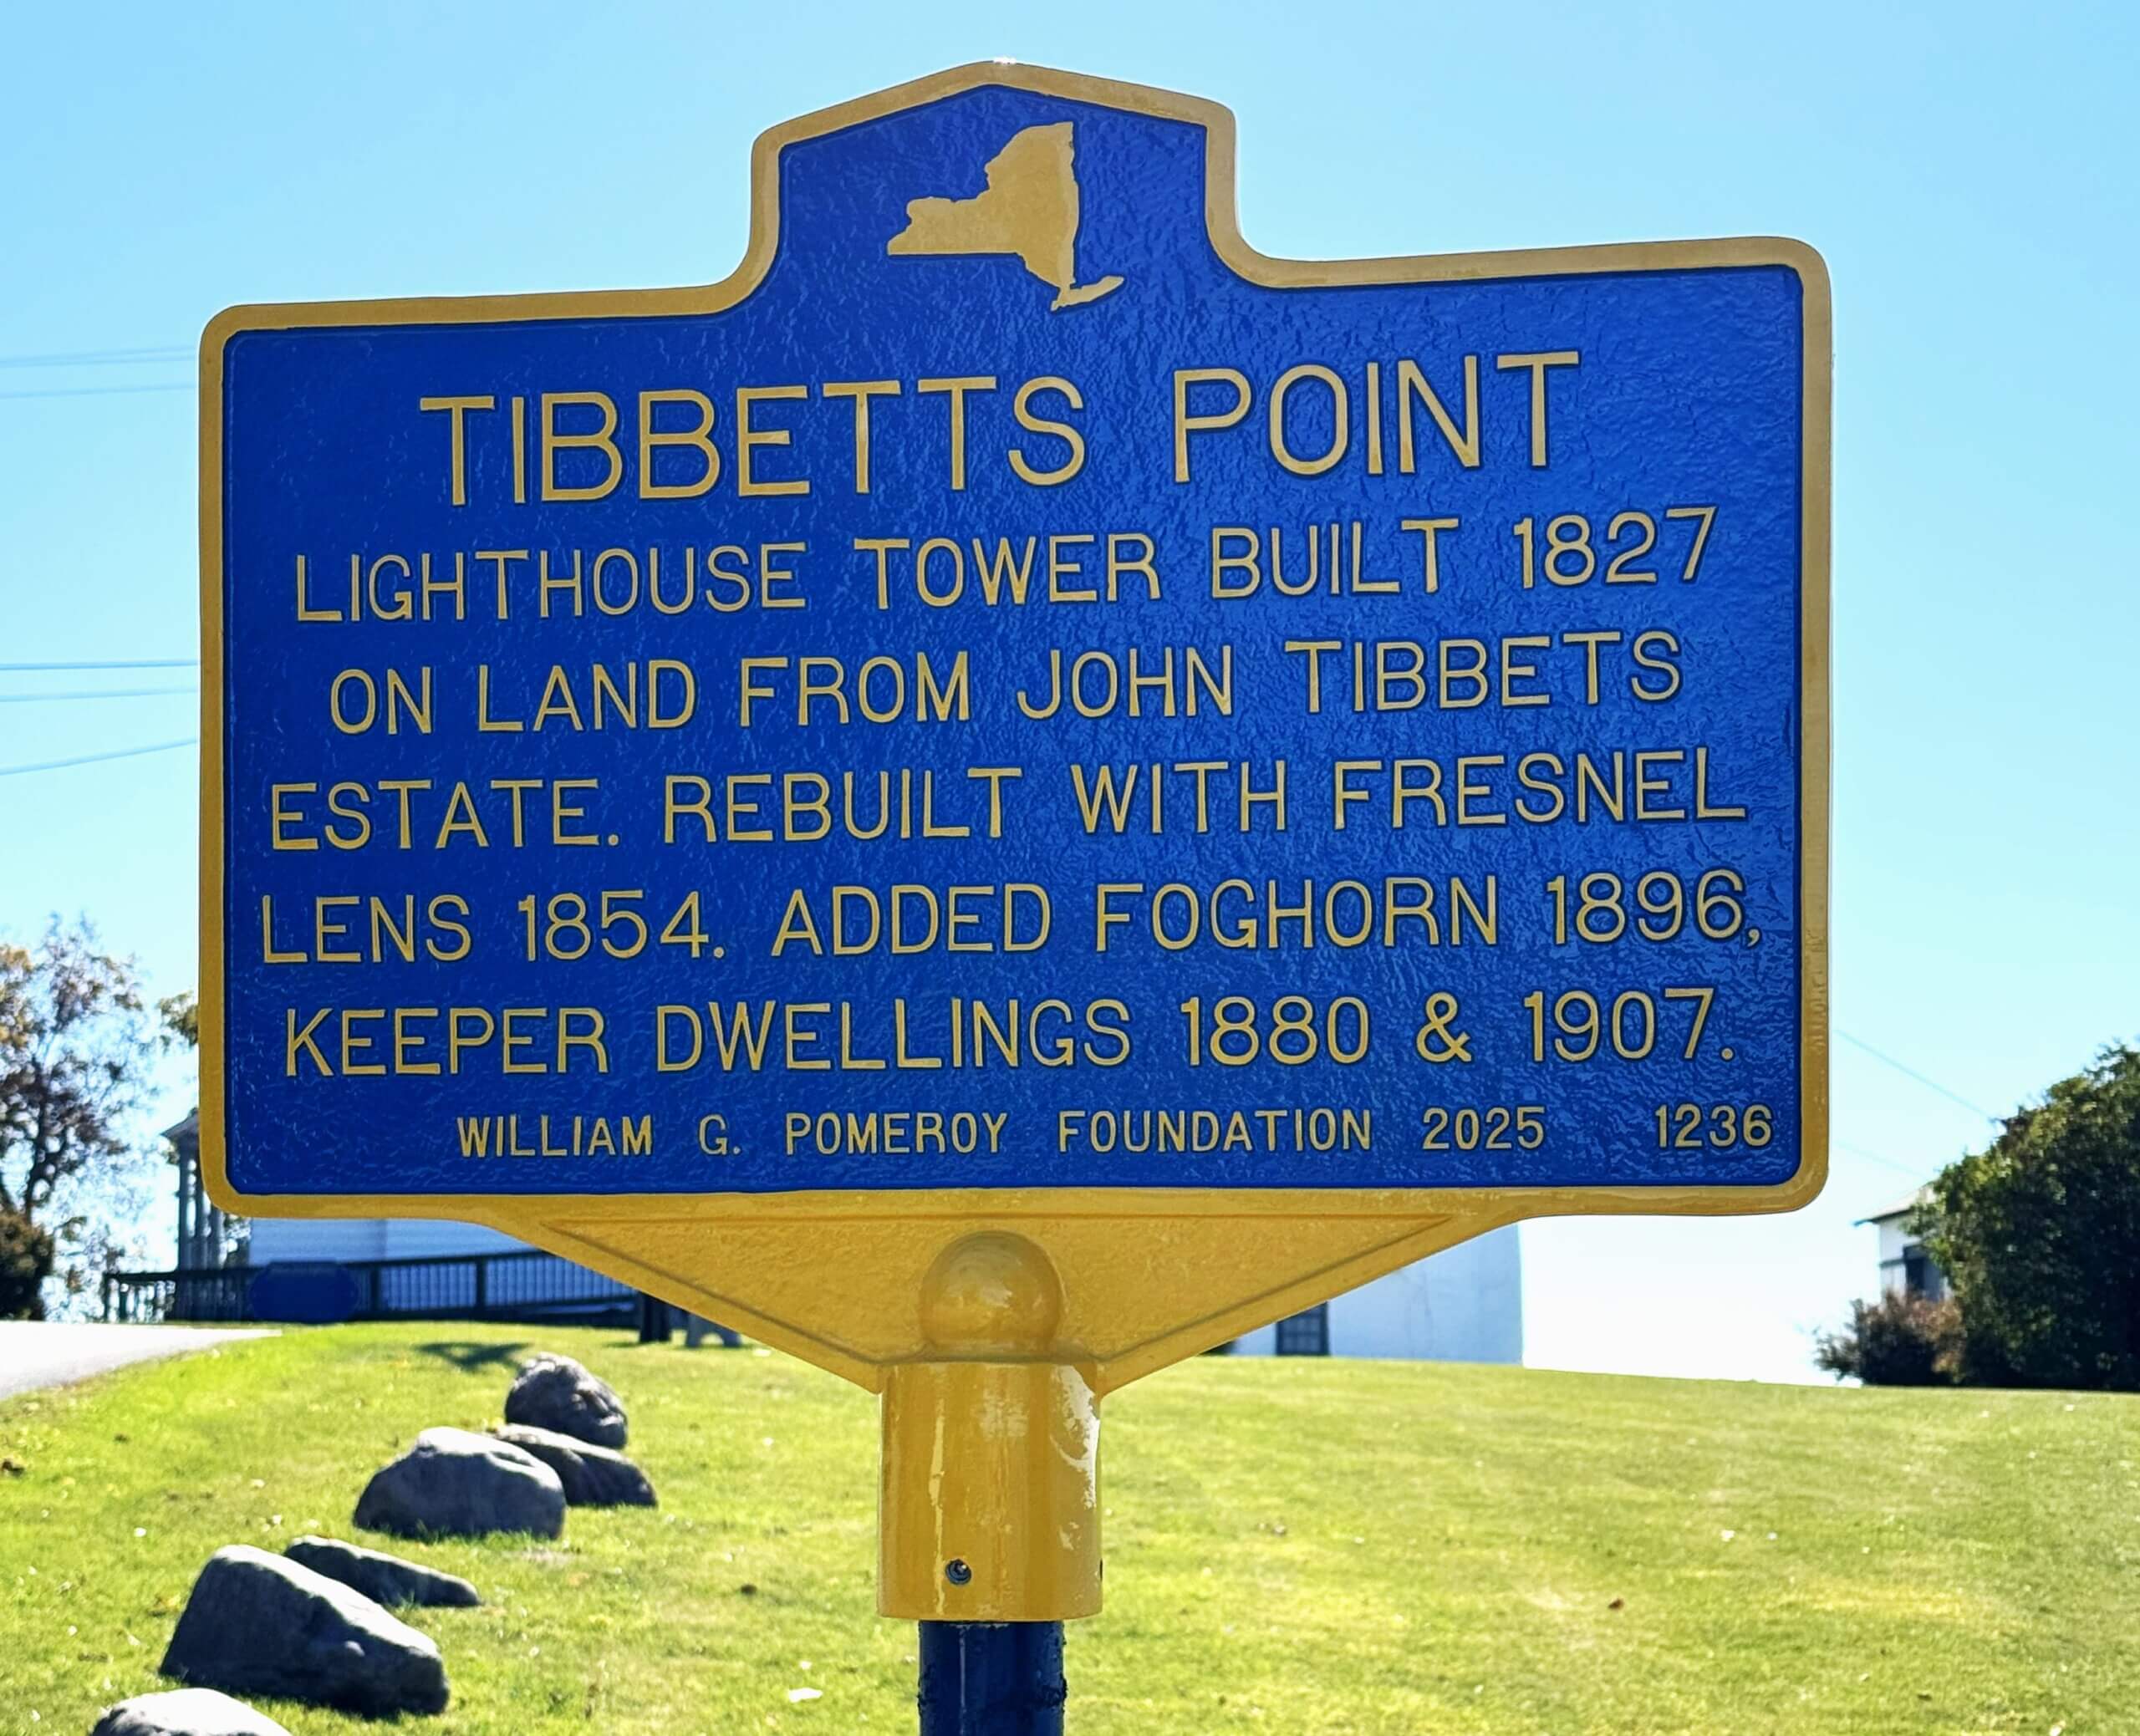 TIBBETTS POINT
LIGHTHOUSE TOWER BUILT 1827
ON LAND FROM JOHN TIBBETS
ESTATE. REBUILT WITH FRESNEL
LENS 1854. ADDED FOGHORN 1896,
KEEPER DWELLINGS 1880 & 1907.
WILLIAM G. POMEROY FOUNDATION 2025 1236